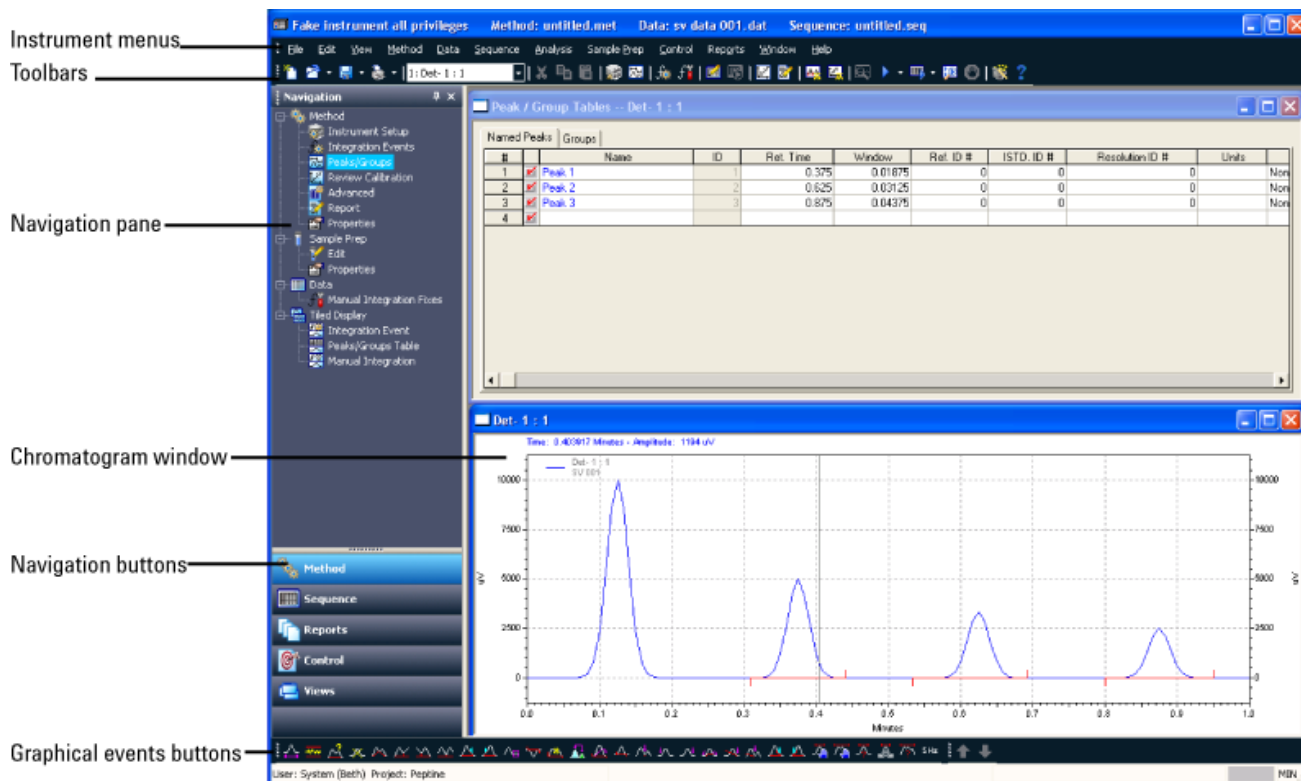 Fake instrument all privileges Method: untitled.met Data: sv data 001.dat Sequence: untitled.seq
Instrument menus
File Edit View Method Data Sequence Analysis Sample Prep Control Reports Window Help
Toolbars
1: Det- 1 : 1
Navigation
Method
Instrument Setup
Integration Events
Peaks/Groups
Review Calibration
Advanced
Report
Properties
Sample Prep
Edit
Properties
Data
Manual Integration Fixes
Tiled Display
Integration Event
Peaks/Groups Table
Manual Integration
Navigation pane
Peak / Group Tables -- Det- 1 : 1
Named Peaks Groups
# Name ID Ret. Time Window Ref. ID # ISTD. ID # Resolution ID # Units
1 Peak 1 1 0.375 0.01875 0 0 0 Non
2 Peak 2 2 0.625 0.03125 0 0 0 Non
3 Peak 3 3 0.875 0.04375 0 0 0 Non
4
Chromatogram window
Det- 1 : 1
Time: 0.403917 Minutes - Amplitude: 1194 uV
Det- 1 : 1
SV 001
10000 10000
7500 7500
5000 5000
2500 2500
0 0
uV uV
0.0 0.1 0.2 0.3 0.4 0.5 0.6 0.7 0.8 0.9 1.0
Minutes
Navigation buttons
Method
Sequence
Reports
Control
Views
Graphical events buttons
5Hz
User: System (Beth) Project: Peptine
MIN